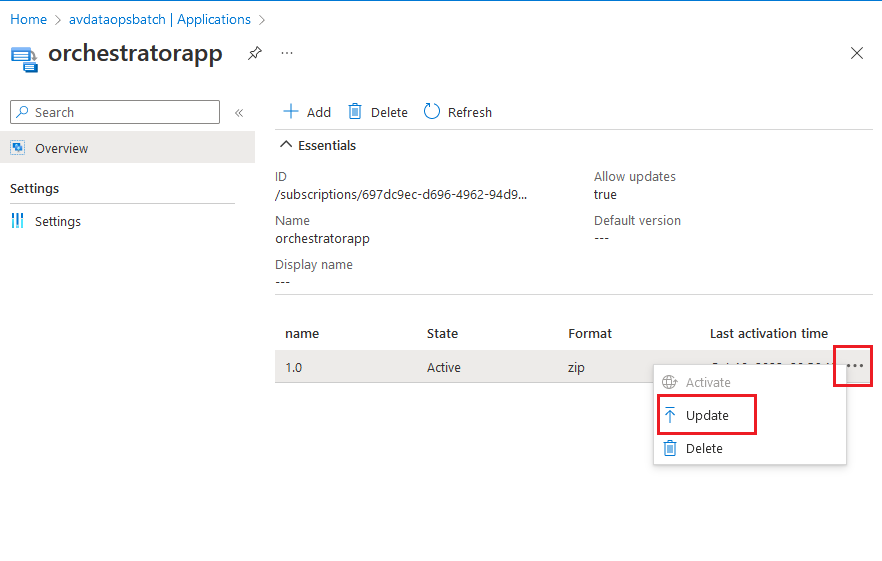 Home > avdataopsbatch | Applications >
orchestratorapp
Search
Overview
Settings
Settings
Add Delete Refresh
Essentials
ID
/subscriptions/697dc9ec-d696-4962-94d9...
Name
orchestratorapp
Display name
---
Allow updates
true
Default version
---
name State Format Last activation time
1.0 Active zip
Activate
Update
Delete